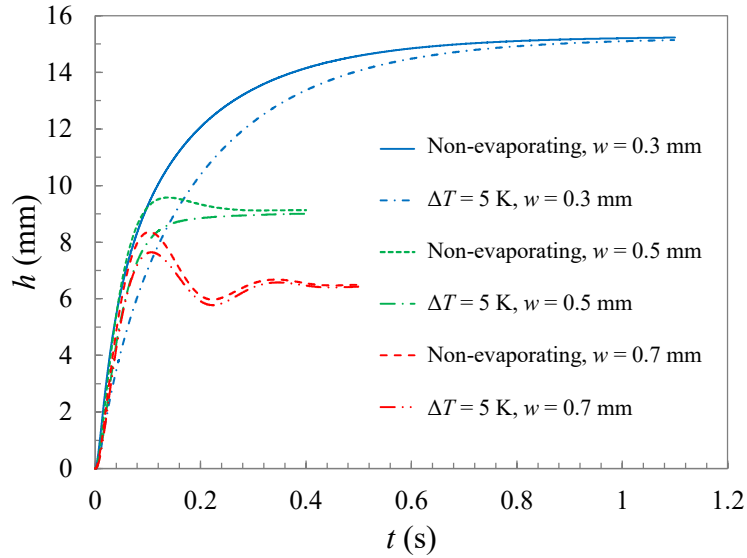 16
14
12
10
8
6
4
2
0
h (mm)
Non-evaporating, w = 0.3 mm
ΔT = 5 K, w = 0.3 mm
Non-evaporating, w = 0.5 mm
ΔT = 5 K, w = 0.5 mm
Non-evaporating, w = 0.7 mm
ΔT = 5 K, w = 0.7 mm
0 0.2 0.4 0.6 0.8 1 1.2
t (s)